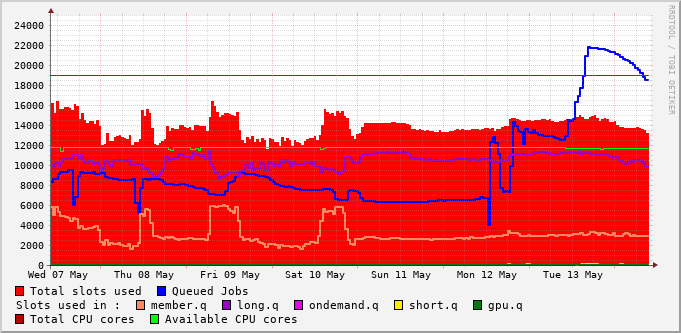 24000
22000
20000
18000
16000
14000
12000
10000
8000
6000
4000
2000
0
Wed 07 May Thu 08 May Fri 09 May Sat 10 May Sun 11 May Mon 12 May Tue 13 May
Total slots used Queued Jobs
Slots used in : member.q long.q ondemand.q short.q gpu.q
Total CPU cores Available CPU cores
RRDTOOL / TOBI OETIKER